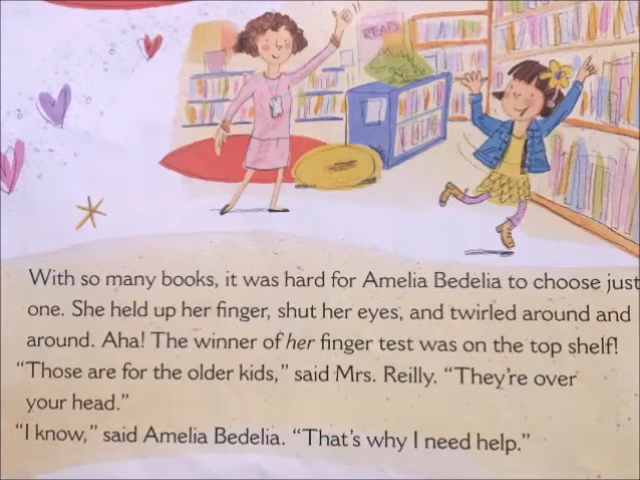 READ
With so many books, it was hard for Amelia Bedelia to choose just
one. She held up her finger, shut her eyes, and twirled around and
around. Aha! The winner of her finger test was on the top shelf!
“Those are for the older kids,” said Mrs. Reilly. “They’re over
your head.”
“I know,” said Amelia Bedelia. “That’s why I need help.”